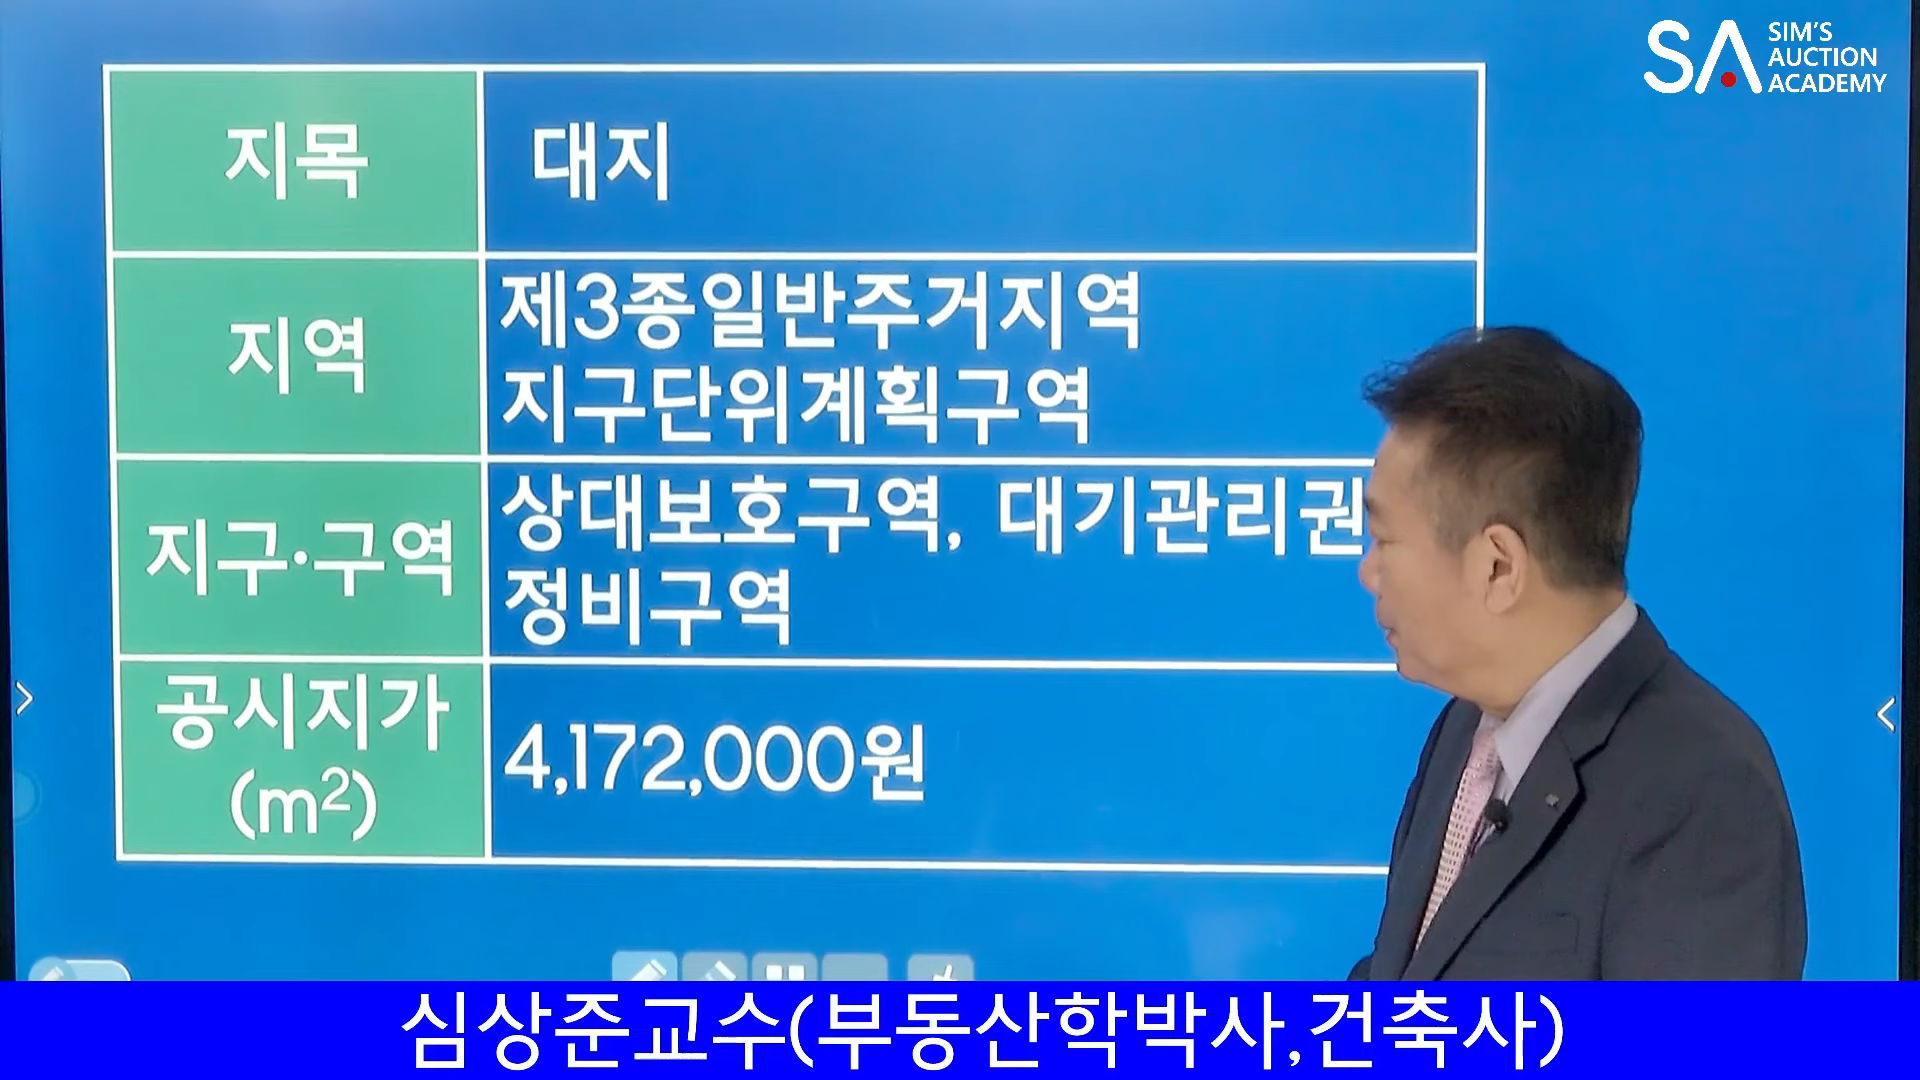 SA
SIM'S
AUCTION
ACADEMY
지목
대지
지역
제3종일반주거지역
지구단위계획구역
지구·구역
상대보호구역, 대기관리권
정비구역
공시지가
(m²)
4,172,000원
심상준교수(부동산학박사,건축사)